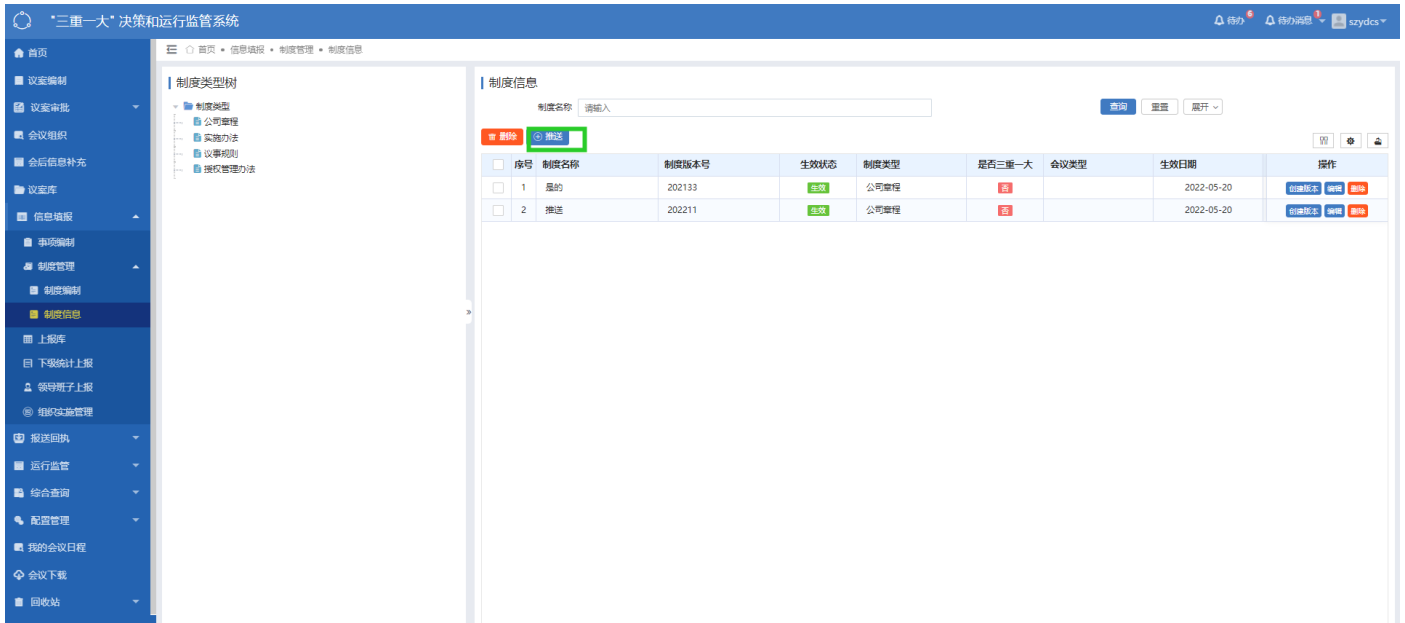 "三重一大" 决策和运行监管系统
待办 6 待办消息 1 szydcs
首页
议案编制
议案审批
会议组织
会后信息补充
议案库
信息填报
事项编制
制度管理
制度编制
制度信息
上报库
下级统计上报
领导班子上报
组织实施管理
报送回执
运行监管
综合查询
配置管理
我的会议日程
会议下载
回收站
首页 • 信息填报 • 制度管理 • 制度信息
制度类型树
制度类型
公司章程
实施办法
议事规则
授权管理办法
制度信息
制度名称 请输入 查询 重置 展开
删除 推送
序号 制度名称 制度版本号 生效状态 制度类型 是否三重一大 会议类型 生效日期 操作
1 是的 202133 生效 公司章程 否 2022-05-20 创建版本 编辑 删除
2 推送 202211 生效 公司章程 否 2022-05-20 创建版本 编辑 删除